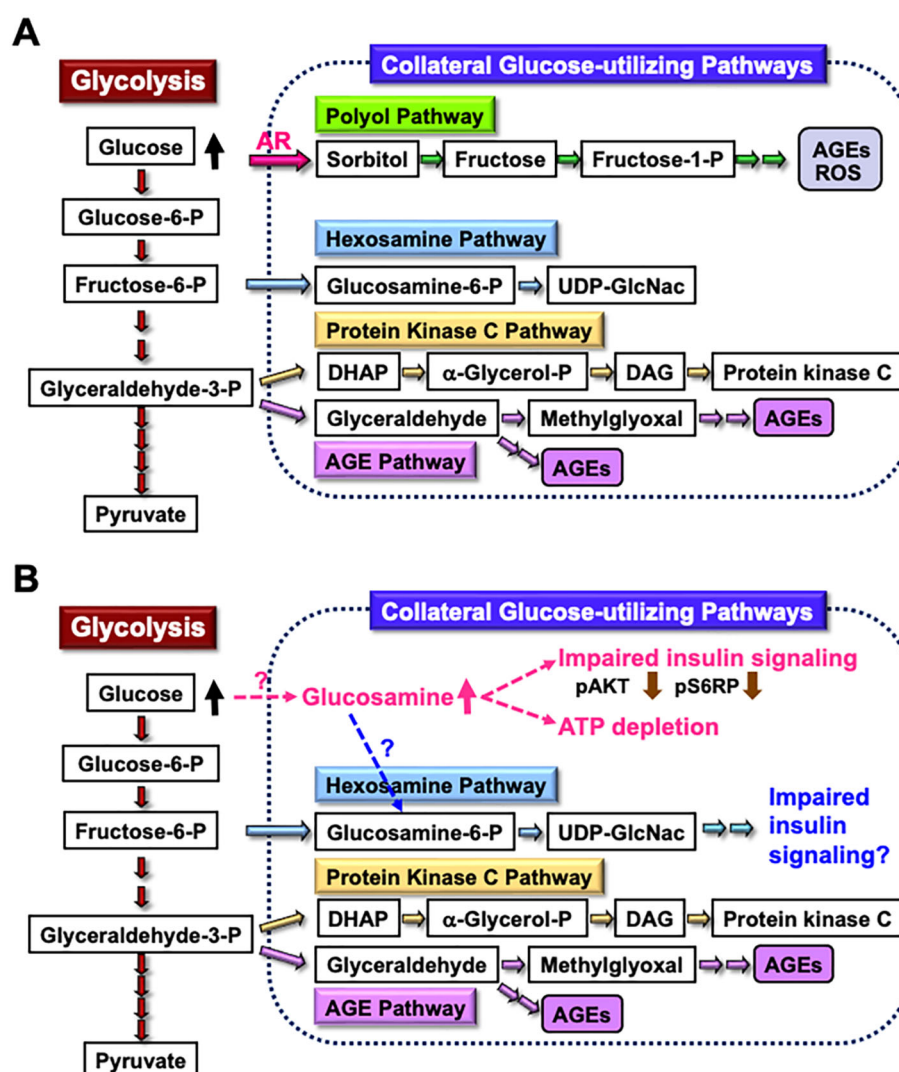 A
Glycolysis
Collateral Glucose-utilizing Pathways
Polyol Pathway
Glucose
AR
Sorbitol
Fructose
Fructose-1-P
AGEs
ROS
Glucose-6-P
Hexosamine Pathway
Fructose-6-P
Glucosamine-6-P
UDP-GlcNac
Protein Kinase C Pathway
Glyceraldehyde-3-P
DHAP
α-Glycerol-P
DAG
Protein kinase C
Glyceraldehyde
Methylglyoxal
AGEs
AGE Pathway
AGEs
Pyruvate
B
Glycolysis
Collateral Glucose-utilizing Pathways
Glucose
?
Glucosamine
Impaired insulin signaling
pAKT
pS6RP
ATP depletion
?
Glucose-6-P
Hexosamine Pathway
Fructose-6-P
Glucosamine-6-P
UDP-GlcNac
Impaired
insulin
signaling?
Protein Kinase C Pathway
Glyceraldehyde-3-P
DHAP
α-Glycerol-P
DAG
Protein kinase C
Glyceraldehyde
Methylglyoxal
AGEs
AGE Pathway
AGEs
Pyruvate